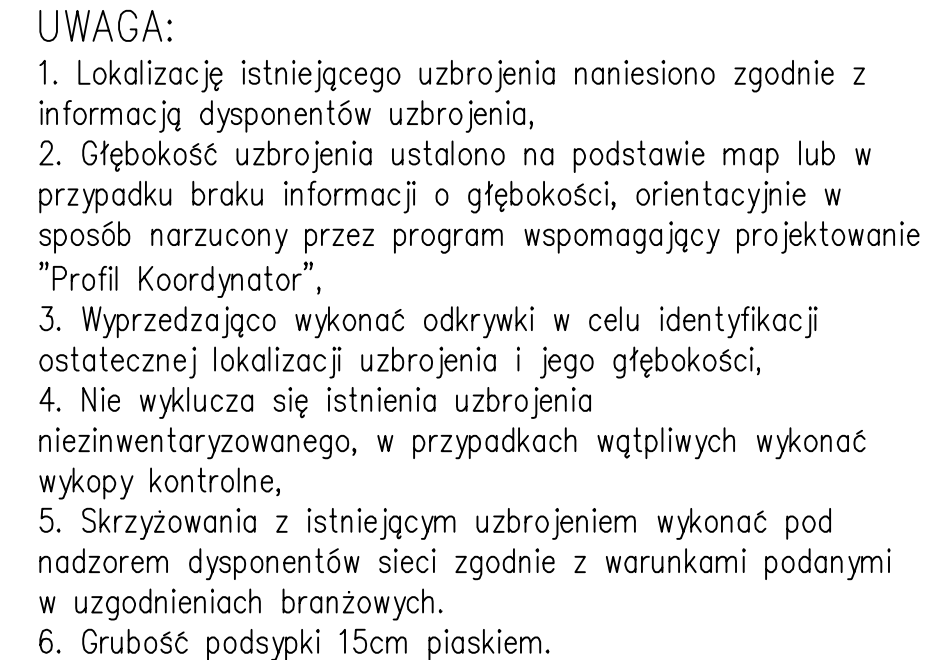 UWAGA:
1. Lokalizację istniejącego uzbrojenia naniesiono zgodnie z
informacją dysponentów uzbrojenia,
2. Głębokość uzbrojenia ustalono na podstawie map lub w
przypadku braku informacji o głębokości, orientacyjnie w
sposób narzucony przez program wspomagający projektowanie
"Profil Koordynator",
3. Wyprzedzająco wykonać odkrywki w celu identyfikacji
ostatecznej lokalizacji uzbrojenia i jego głębokości,
4. Nie wyklucza się istnienia uzbrojenia
niezinwentaryzowanego, w przypadkach wątpliwych wykonać
wykopy kontrolne,
5. Skrzyżowania z istniejącym uzbrojeniem wykonać pod
nadzorem dysponentów sieci zgodnie z warunkami podanymi
w uzgodnieniach branżowych.
6. Grubość podsypki 15cm piaskiem.